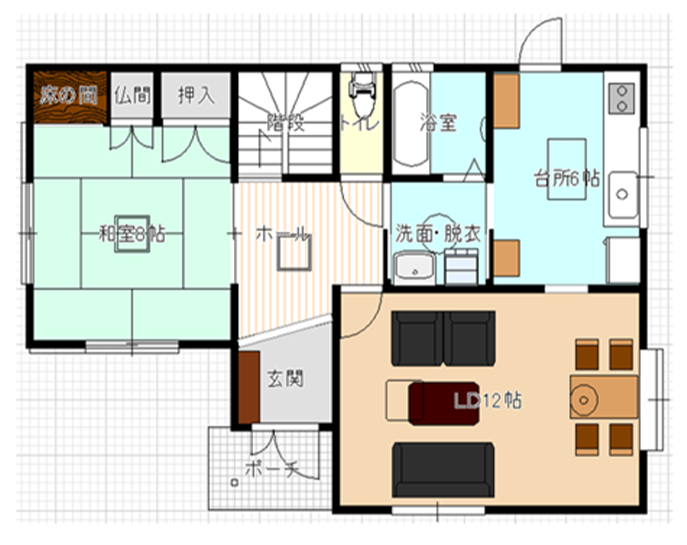 床の間
仏間
押入
階段
トイレ
浴室
台所6帖
和室8帖
ホール
洗面・脱衣
玄関
LD12帖
ポーチ